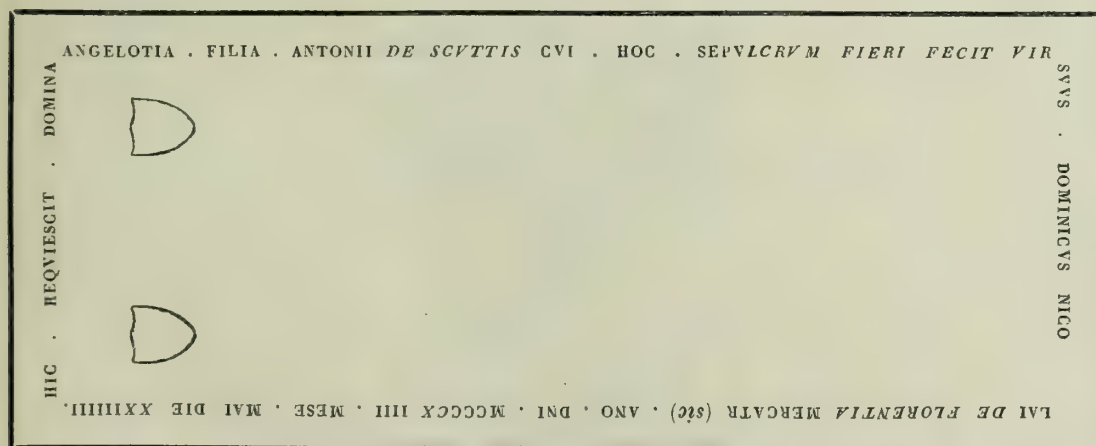 HIC . REQVIESCIT . DOMINA
ANGELOTIA . FILIA . ANTONII DE SCVTTIS CVI . HOC . SEPVLCRVM FIERI FECIT VIR
SVVS . DOMINICVS NICO
LAI DE FLORENTIA MERCATR (sic) · ANO · DNI · MCCCCX IIII · MESE · MAI DIE XXIIIIII.